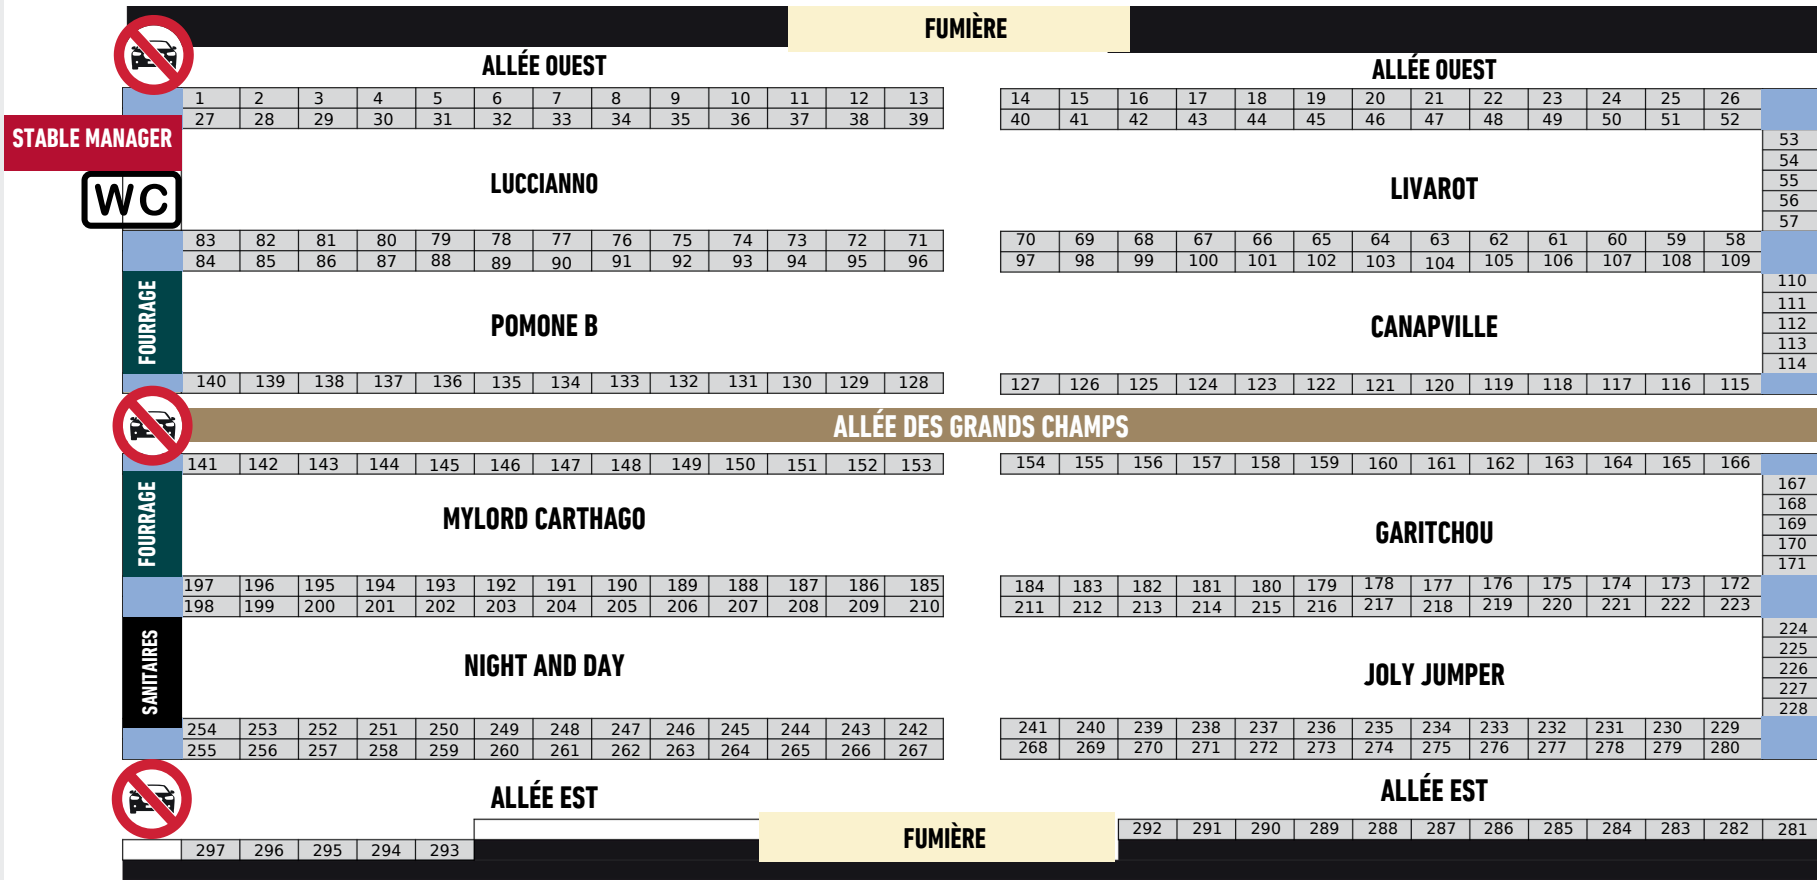 FUMIÈRE
ALLÉE OUEST ALLÉE OUEST
1 2 3 4 5 6 7 8 9 10 11 12 13 14 15 16 17 18 19 20 21 22 23 24 25 26
27 28 29 30 31 32 33 34 35 36 37 38 39 40 41 42 43 44 45 46 47 48 49 50 51 52
STABLE MANAGER
53
54
55
56
57
WC
LUCCIANNO
LIVAROT
83 82 81 80 79 78 77 76 75 74 73 72 71 70 69 68 67 66 65 64 63 62 61 60 59 58
84 85 86 87 88 89 90 91 92 93 94 95 96 97 98 99 100 101 102 103 104 105 106 107 108 109
FOURRAGE
POMONE B
CANAPVILLE
110
111
112
113
114
140 139 138 137 136 135 134 133 132 131 130 129 128 127 126 125 124 123 122 121 120 119 118 117 116 115
ALLÉE DES GRANDS CHAMPS
141 142 143 144 145 146 147 148 149 150 151 152 153 154 155 156 157 158 159 160 161 162 163 164 165 166
FOURRAGE
MYLORD CARTHAGO
GARITCHOU
167
168
169
170
171
197 196 195 194 193 192 191 190 189 188 187 186 185 184 183 182 181 180 179 178 177 176 175 174 173 172
198 199 200 201 202 203 204 205 206 207 208 209 210 211 212 213 214 215 216 217 218 219 220 221 222 223
SANITAIRES
NIGHT AND DAY
JOLY JUMPER
224
225
226
227
228
254 253 252 251 250 249 248 247 246 245 244 243 242 241 240 239 238 237 236 235 234 233 232 231 230 229
255 256 257 258 259 260 261 262 263 264 265 266 267 268 269 270 271 272 273 274 275 276 277 278 279 280
ALLÉE EST ALLÉE EST
FUMIÈRE
292 291 290 289 288 287 286 285 284 283 282 281
297 296 295 294 293